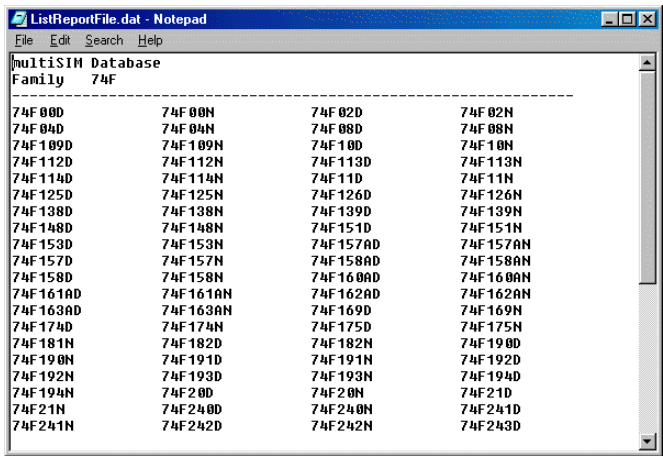 ListReportFile.dat - Notepad
File Edit Search Help
multiSIM Database
Family 74F
---------------------------------------------------------------
74F00D 74F00N 74F02D 74F02N
74F04D 74F04N 74F08D 74F08N
74F109D 74F109N 74F10D 74F10N
74F112D 74F112N 74F113D 74F113N
74F114D 74F114N 74F11D 74F11N
74F125D 74F125N 74F126D 74F126N
74F138D 74F138N 74F139D 74F139N
74F148D 74F148N 74F151D 74F151N
74F153D 74F153N 74F157AD 74F157AN
74F157D 74F157N 74F158AD 74F158AN
74F158D 74F158N 74F160AD 74F160AN
74F161AD 74F161AN 74F162AD 74F162AN
74F163AD 74F163AN 74F169D 74F169N
74F174D 74F174N 74F175D 74F175N
74F181N 74F182D 74F182N 74F190D
74F190N 74F191D 74F191N 74F192D
74F192N 74F193D 74F193N 74F194D
74F194N 74F20D 74F20N 74F21D
74F21N 74F240D 74F240N 74F241D
74F241N 74F242D 74F242N 74F243D